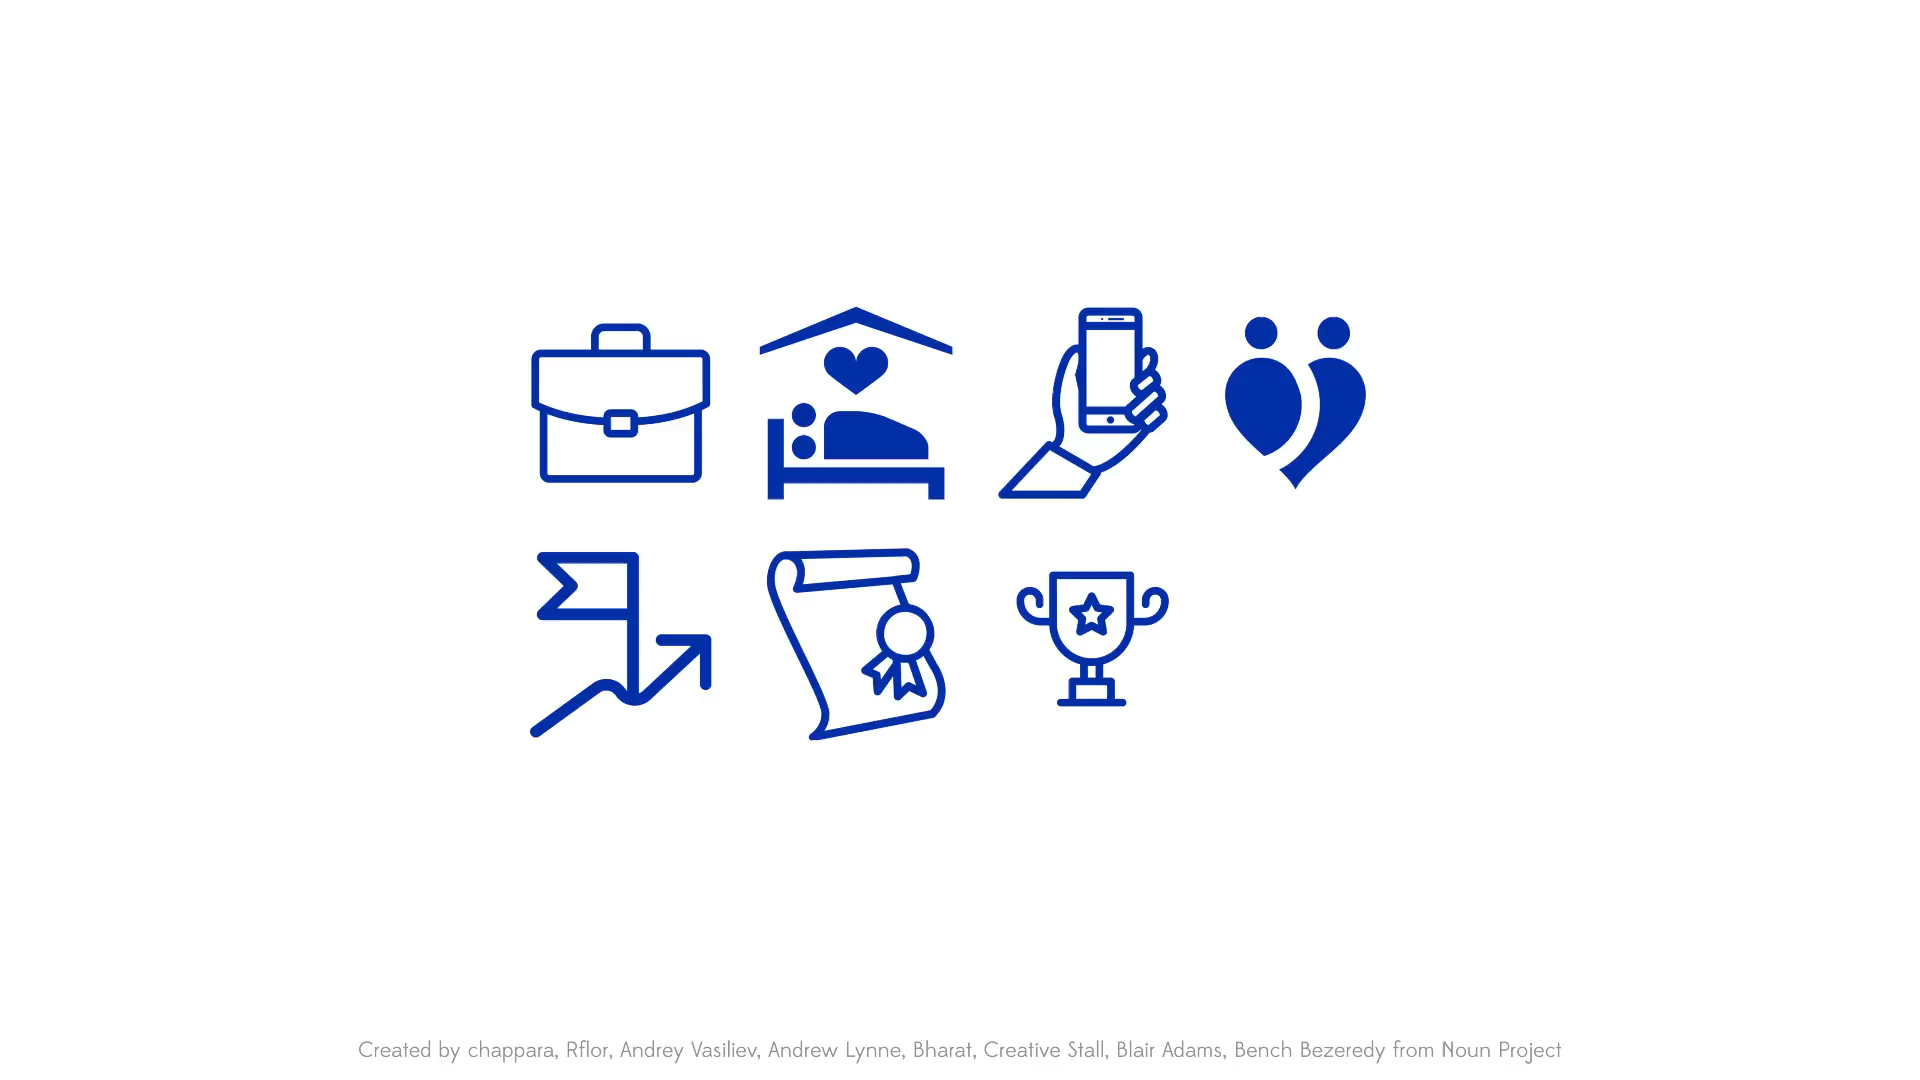 Created by chappara, Rflor, Andrey Vasiliev, Andrew Lynne, Bharat, Creative Stall, Blair Adams, Bench Bezeredy from Noun Project